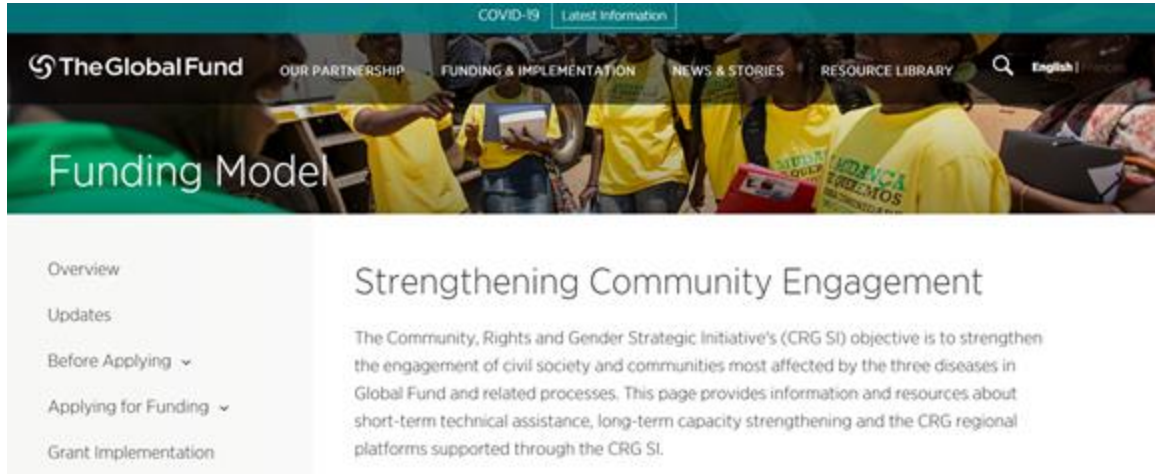 COVID-19 Latest Information
TheGlobalFund OUR PARTNERSHIP FUNDING & IMPLEMENTATION NEWS & STORIES RESOURCE LIBRARY English |
Funding Model
MUDANÇA
QUEREMOS
Overview
Updates
Before Applying
Applying for Funding
Grant Implementation
Strengthening Community Engagement
The Community, Rights and Gender Strategic Initiative's (CRG SI) objective is to strengthen
the engagement of civil society and communities most affected by the three diseases in
Global Fund and related processes. This page provides information and resources about
short-term technical assistance, long-term capacity strengthening and the CRG regional
platforms supported through the CRG SI.